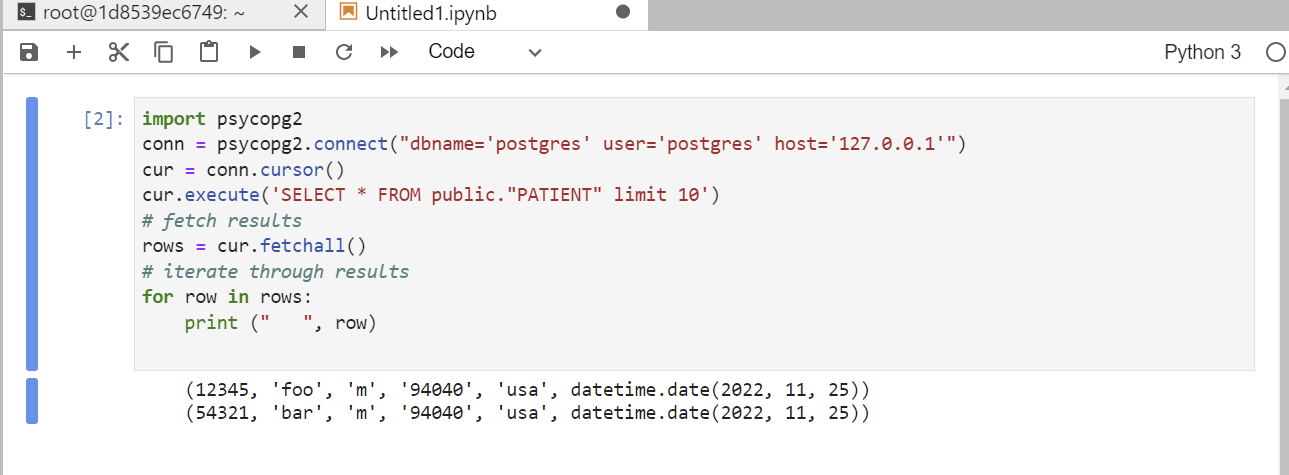 root@1d8539ec6749: ~
Untitled1.ipynb
Code
Python 3
[2]:
import psycopg2
conn = psycopg2.connect("dbname='postgres' user='postgres' host='127.0.0.1'")
cur = conn.cursor()
cur.execute('SELECT * FROM public."PATIENT" limit 10')
# fetch results
rows = cur.fetchall()
# iterate through results
for row in rows:
    print ("   ", row)
    (12345, 'foo', 'm', '94040', 'usa', datetime.date(2022, 11, 25))
    (54321, 'bar', 'm', '94040', 'usa', datetime.date(2022, 11, 25))